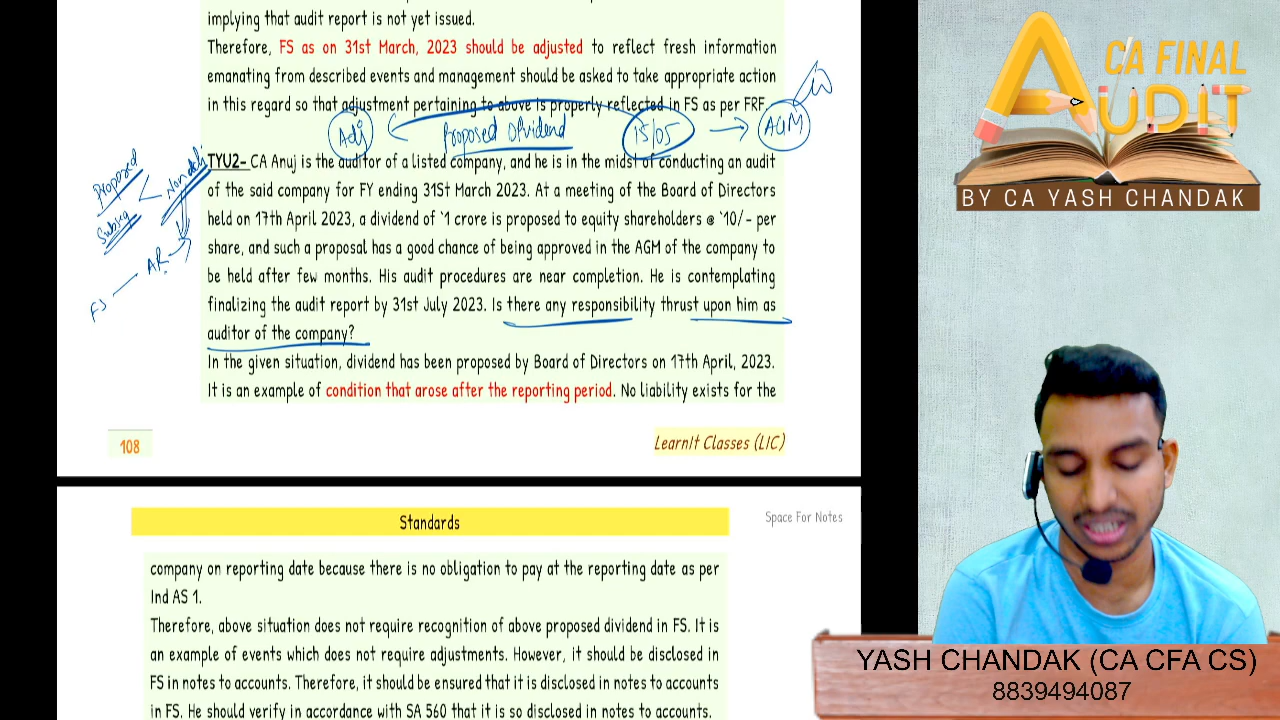 implying that audit report is not yet issued.
Therefore, FS as on 31st March, 2023 should be adjusted to reflect fresh information
emanating from described events and management should be asked to take appropriate action
in this regard so that adjustment pertaining to above is properly reflected in FS as per FRF.
Adj Proposed Dividend 15/05 AGM
TYU2- CA Anuj is the auditor of a listed company, and he is in the midst of conducting an audit
of the said company for FY ending 31St March 2023. At a meeting of the Board of Directors
held on 17th April 2023, a dividend of `1 crore is proposed to equity shareholders @ `10/- per
share, and such a proposal has a good chance of being approved in the AGM of the company to
be held after few months. His audit procedures are near completion. He is contemplating
finalizing the audit report by 31st July 2023. Is there any responsibility thrust upon him as
auditor of the company?
In the given situation, dividend has been proposed by Board of Directors on 17th April, 2023.
It is an example of condition that arose after the reporting period. No liability exists for the
Proposed
Non adj
Subseq
AR
FS
108
LearnIt Classes (LIC)
Standards
Space For Notes
company on reporting date because there is no obligation to pay at the reporting date as per
Ind AS 1.
Therefore, above situation does not require recognition of above proposed dividend in FS. It is
an example of events which does not require adjustments. However, it should be disclosed in
FS in notes to accounts. Therefore, it should be ensured that it is disclosed in notes to accounts
in FS. He should verify in accordance with SA 560 that it is so disclosed in notes to accounts.
CA FINAL
AUDIT
BY CA YASH CHANDAK
YASH CHANDAK (CA CFA CS)
8839494087